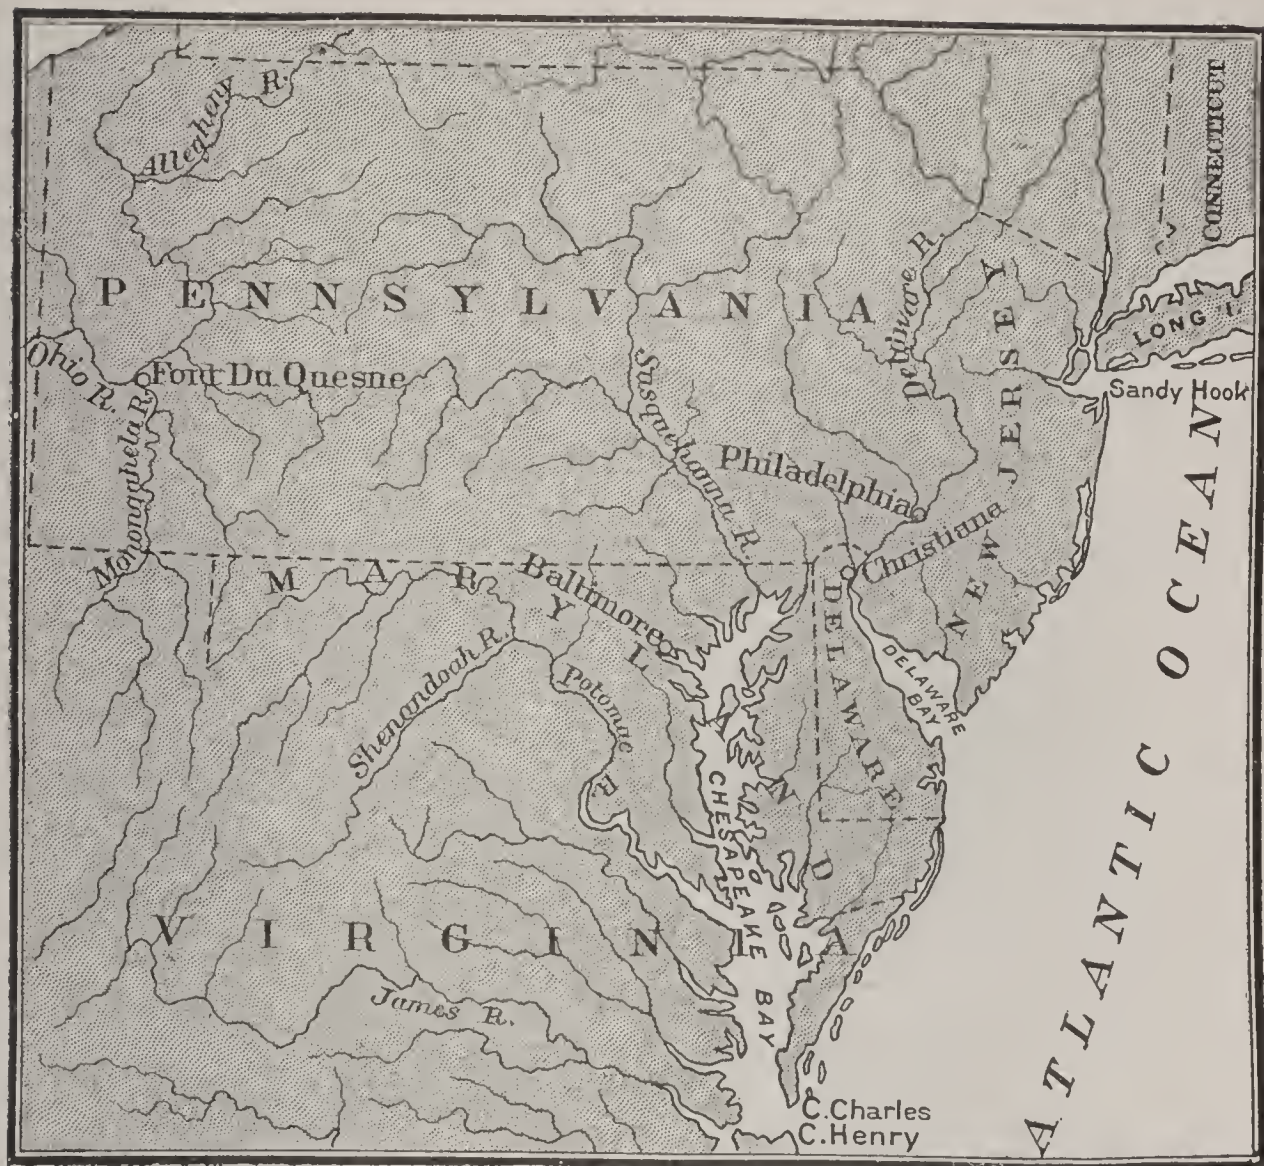 Allegheny R.
CONNECTICUT
PENNSYLVANIA
Delaware R.
LONG I.
Ohio R.
Fort Du Quesne
Sandy Hook
NEW JERSEY
Monongahela R.
Susquehanna R.
Philadelphia
Christiana
MARYLAND
Baltimore
DELAWARE
DELAWARE
BAY
Shenandoah R.
Potomac R.
CHESAPEAKE BAY
ATLANTIC OCEAN
VIRGINIA
James R.
C. Charles
C. Henry